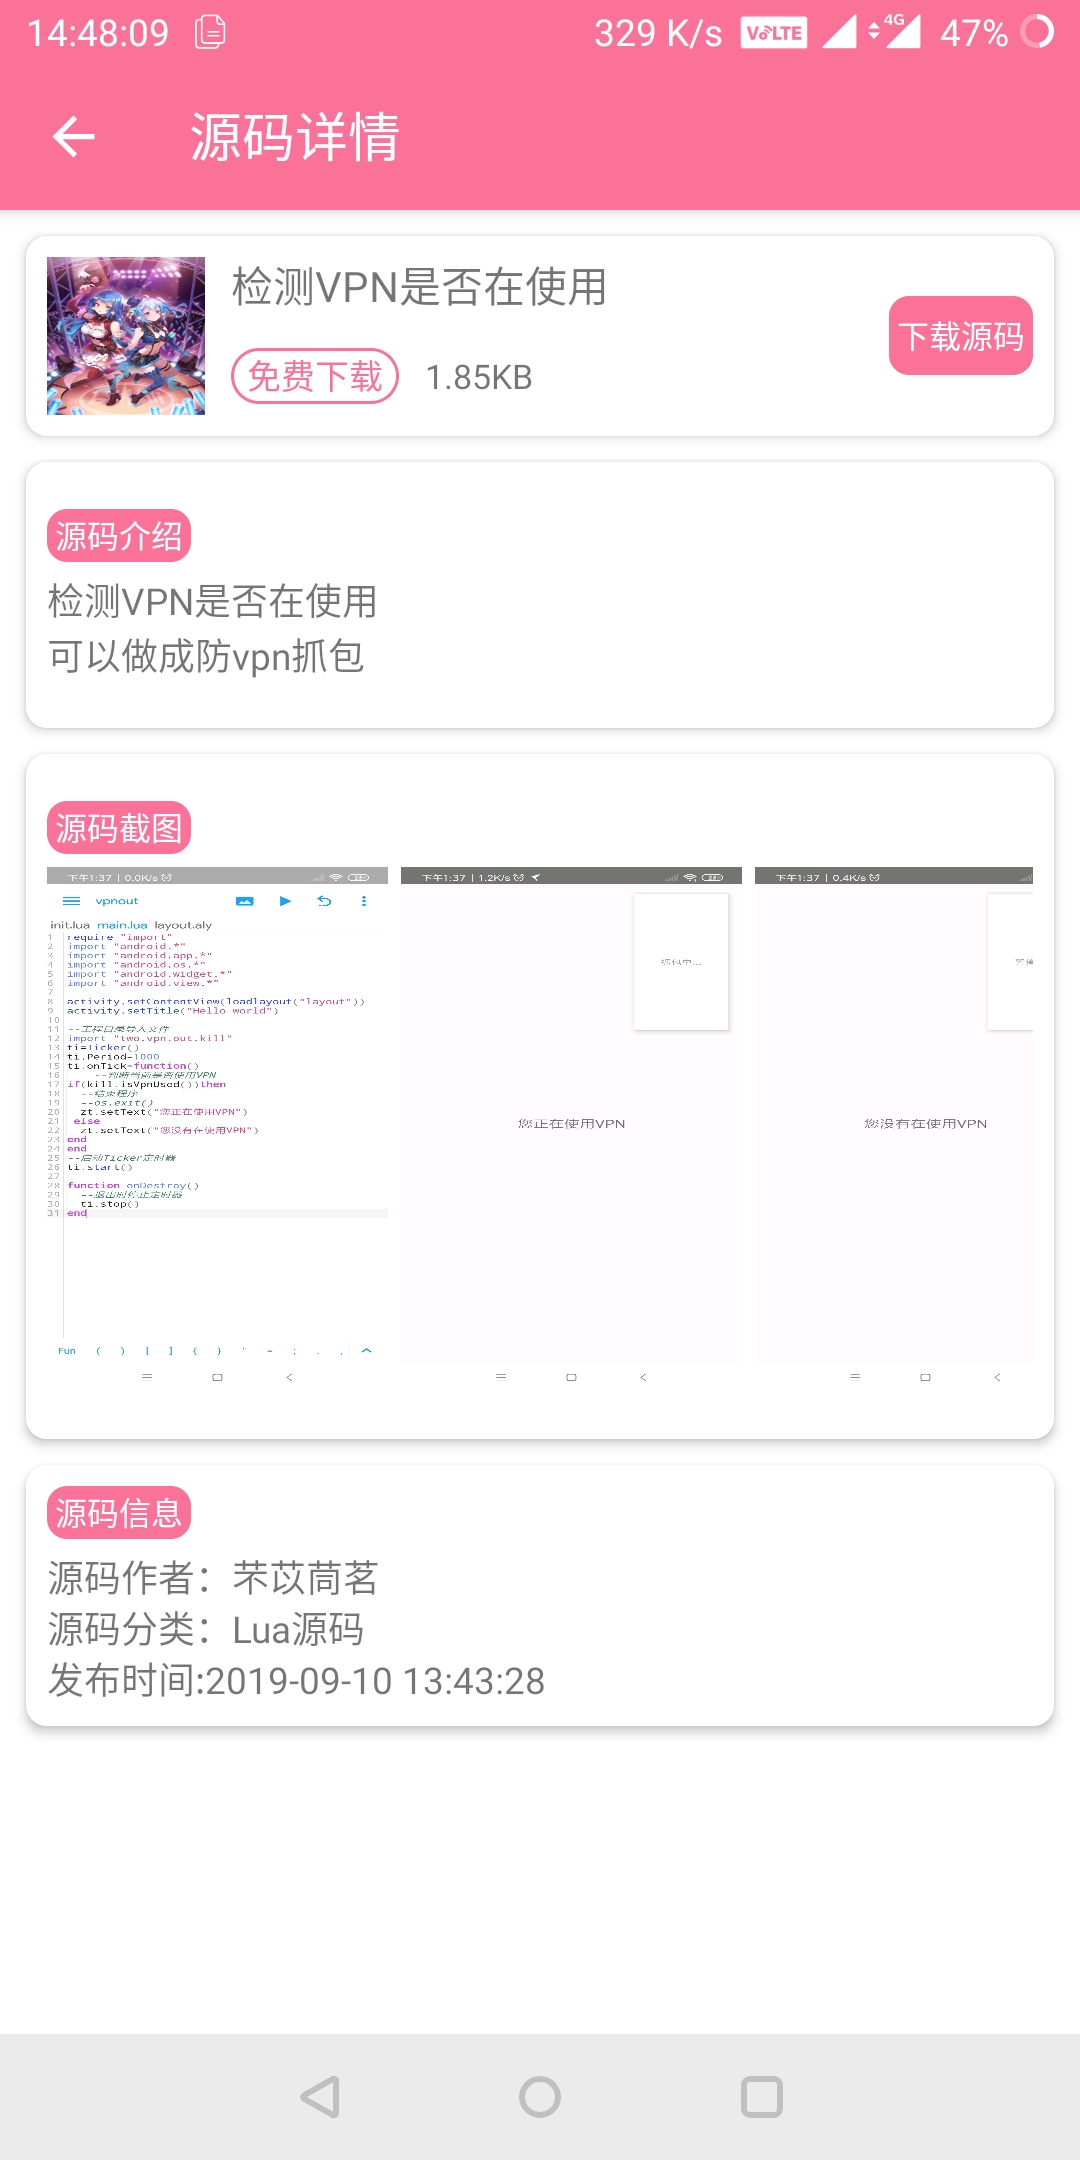 14:48:09 329 K/s VoLTE 4G 47%
源码详情
检测VPN是否在使用
免费下载 1.85KB
下载源码
源码介绍
检测VPN是否在使用
可以做成防vpn抓包
源码截图
下午1:37 | 0.0K/s
vpnout
init.lua main.lua layout.aly
1 require "import"
2 import "android.*"
3 import "android.app.*"
4 import "android.os.*"
5 import "android.widget.*"
6 import "android.view.*"
7
8 activity.setContentView(loadlayout("layout"))
9 activity.setTitle("Hello world")
10
11 --工程目录导入文件
12 import "two.vpn.out.kill"
13 ti=Ticker()
14 ti.Period=1000
15 ti.onTick=function()
16 --判断当前是否使用VPN
17 if(kill.isVpnUsed())then
18 --结束程序
19 --os.exit()
20 zt.setText("您正在使用VPN")
21 else
22 zt.setText("您没有在使用VPN")
23 end
24 end
25 --启动Ticker定时器
26 ti.start()
27
28 function onDestroy()
29 --退出时停止定时器
30 ti.stop()
31 end
Fun ( ) [ ] { } " = : . , 
下午1:37 | 1.2K/s
抓包中...
您正在使用VPN
下午1:37 | 0.4K/s
您没有在使用VPN
源码信息
源码作者：芣苡茼茗
源码分类：Lua源码
发布时间:2019-09-10 13:43:28